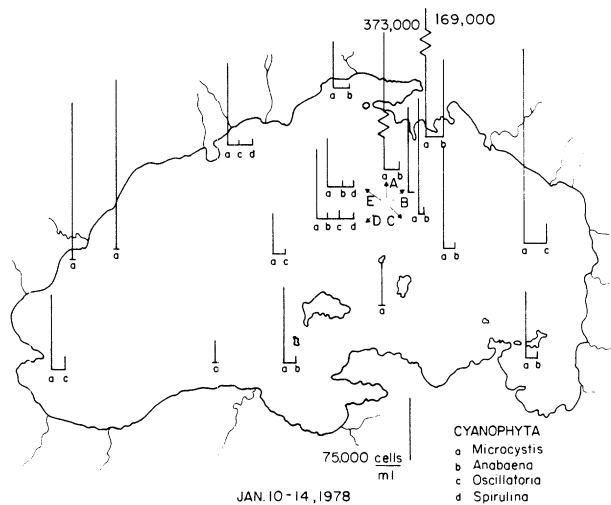 373,000 169,000
a b
a c d
a b
a b
A
a b d
E B
a b c d
D C
a b
a
a
a c
a b
a c
a
a c
a
a b
a b
75,000 cells
ml
JAN. 10-14, 1978
CYANOPHYTA
a Microcystis
b Anabaena
c Oscillatoria
d Spirulina